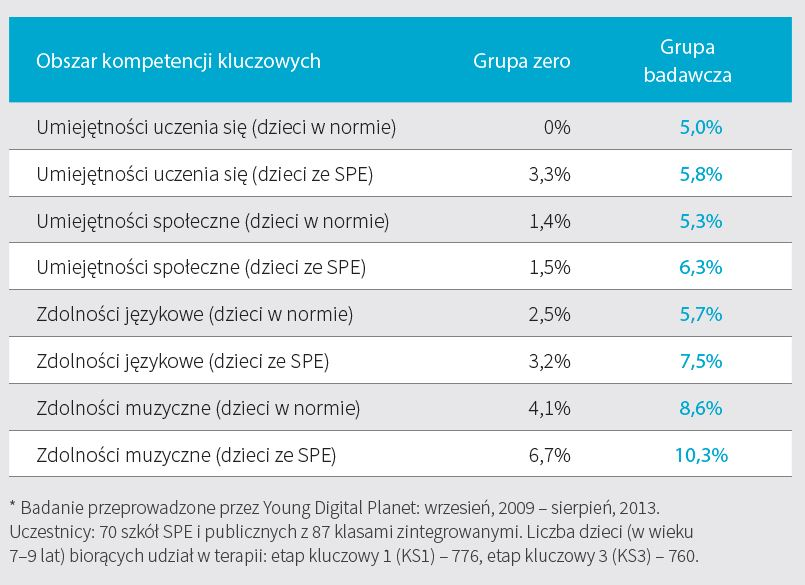 Obszar kompetencji kluczowych Grupa zero Grupa badawcza
Umiejętności uczenia się (dzieci w normie) 0% 5,0%
Umiejętności uczenia się (dzieci ze SPE) 3,3% 5,8%
Umiejętności społeczne (dzieci w normie) 1,4% 5,3%
Umiejętności społeczne (dzieci ze SPE) 1,5% 6,3%
Zdolności językowe (dzieci w normie) 2,5% 5,7%
Zdolności językowe (dzieci ze SPE) 3,2% 7,5%
Zdolności muzyczne (dzieci w normie) 4,1% 8,6%
Zdolności muzyczne (dzieci ze SPE) 6,7% 10,3%
* Badanie przeprowadzone przez Young Digital Planet: wrzesień, 2009 – sierpień, 2013.
Uczestnicy: 70 szkół SPE i publicznych z 87 klasami zintegrowanymi. Liczba dzieci (w wieku
7–9 lat) biorących udział w terapii: etap kluczowy 1 (KS1) – 776, etap kluczowy 3 (KS3) – 760.